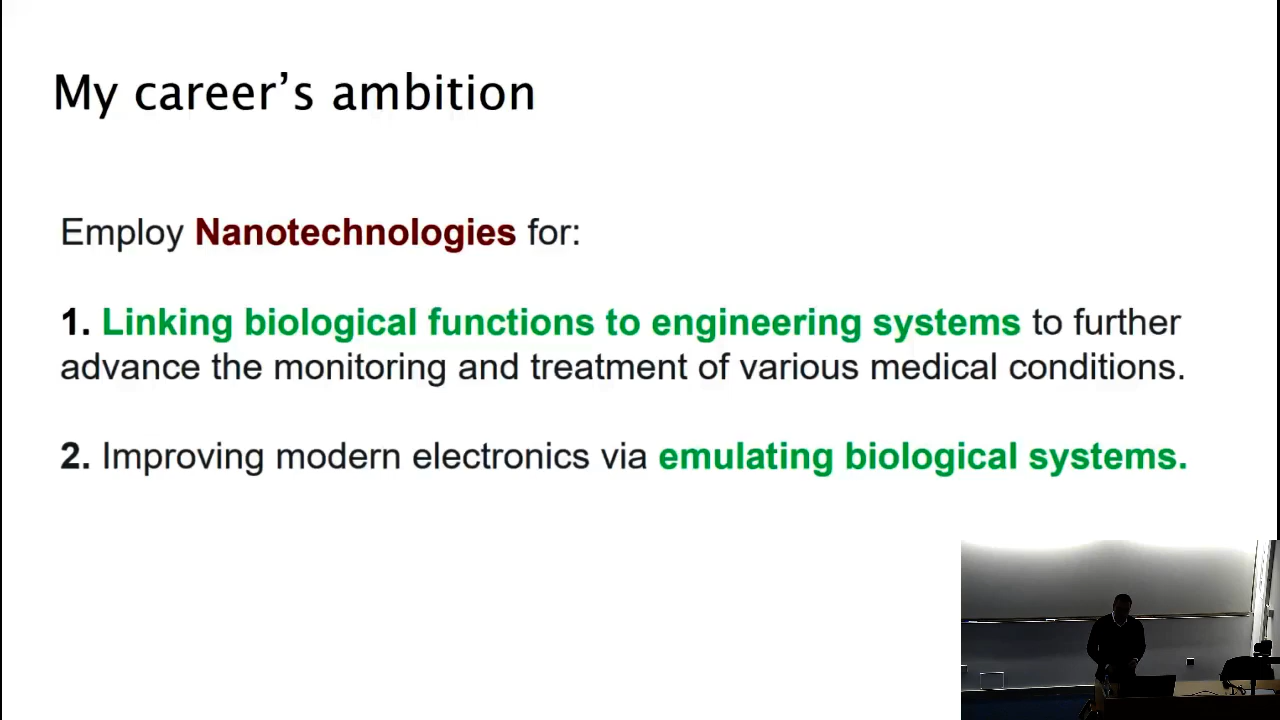 My career’s ambition
Employ Nanotechnologies for:
1. Linking biological functions to engineering systems to further
advance the monitoring and treatment of various medical conditions.
2. Improving modern electronics via emulating biological systems.